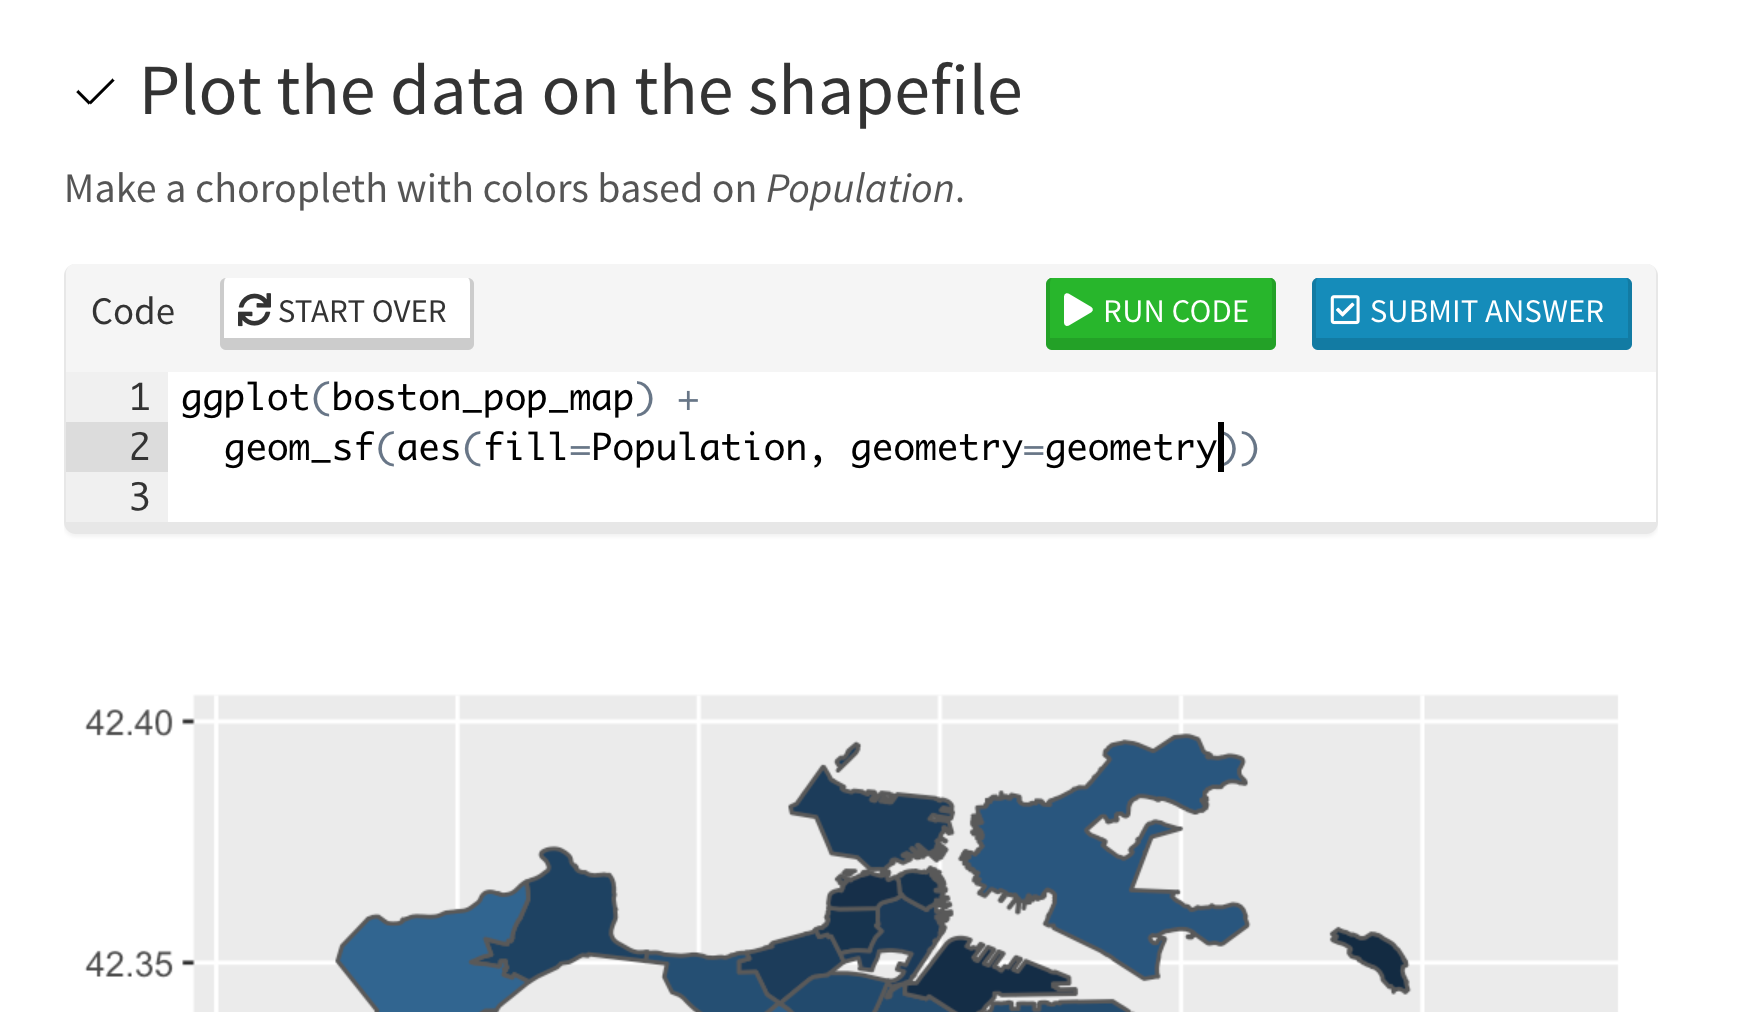 Plot the data on the shapefile
Make a choropleth with colors based on Population.
Code START OVER RUN CODE SUBMIT ANSWER
1 ggplot(boston_pop_map) +
2 geom_sf(aes(fill=Population, geometry=geometry))
3
42.40
42.35